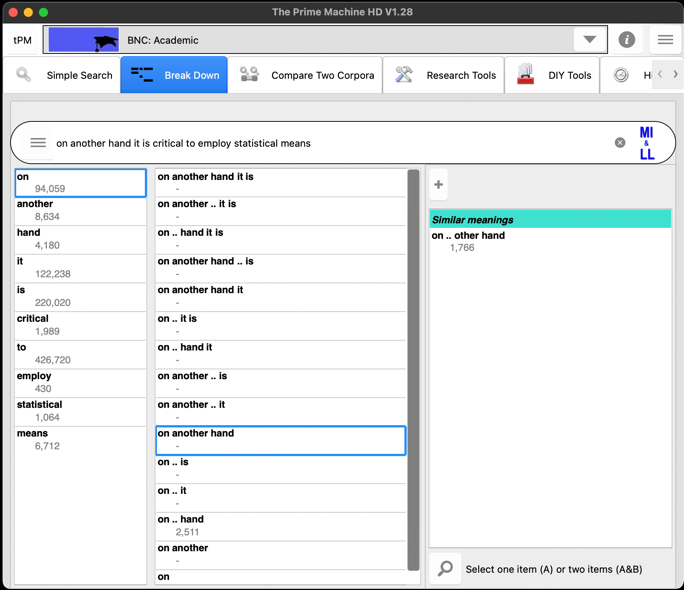 The Prime Machine HD V1.28
tPM
BNC: Academic
Simple Search
Break Down
Compare Two Corpora
Research Tools
DIY Tools
Hi
on another hand it is critical to employ statistical means
MI
&
LL
on
94,059
another
8,634
hand
4,180
it
122,238
is
220,020
critical
1,989
to
426,720
employ
430
statistical
1,064
means
6,712
on another hand it is
-
on another .. it is
-
on .. hand it is
-
on another hand .. is
-
on another hand it
-
on .. it is
-
on .. hand it
-
on another .. is
-
on another .. it
-
on another hand
-
on .. is
-
on .. it
-
on .. hand
2,511
on another
-
on
+
Similar meanings
on .. other hand
1,766
Select one item (A) or two items (A&B)